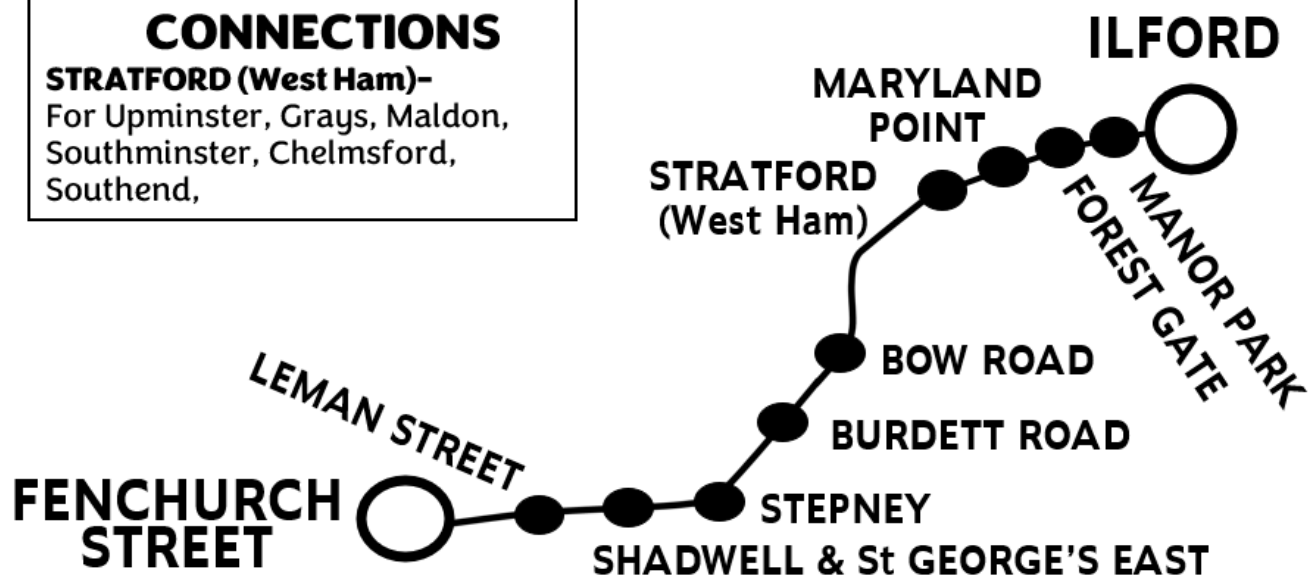 CONNECTIONS
STRATFORD (West Ham)-
For Upminster, Grays, Maldon,
Southminster, Chelmsford,
Southend,
ILFORD
MARYLAND
POINT
STRATFORD
(West Ham)
FOREST GATE
MANOR PARK
BOW ROAD
BURDETT ROAD
LEMAN STREET
FENCHURCH
STREET
STEPNEY
SHADWELL & St GEORGE’S EAST